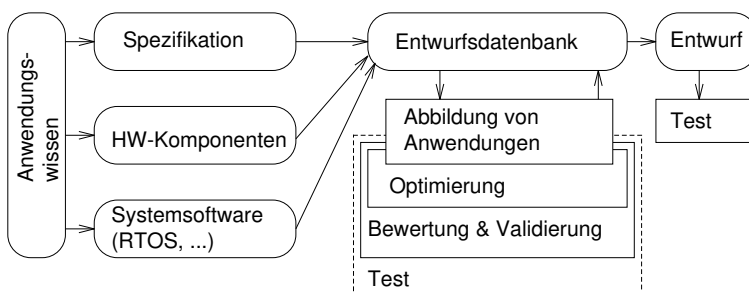 Anwendungs-
wissen
Spezifikation
HW-Komponenten
Systemsoftware
(RTOS, ...)
Entwurfsdatenbank
Entwurf
Abbildung von
Anwendungen
Test
Optimierung
Bewertung & Validierung
Test